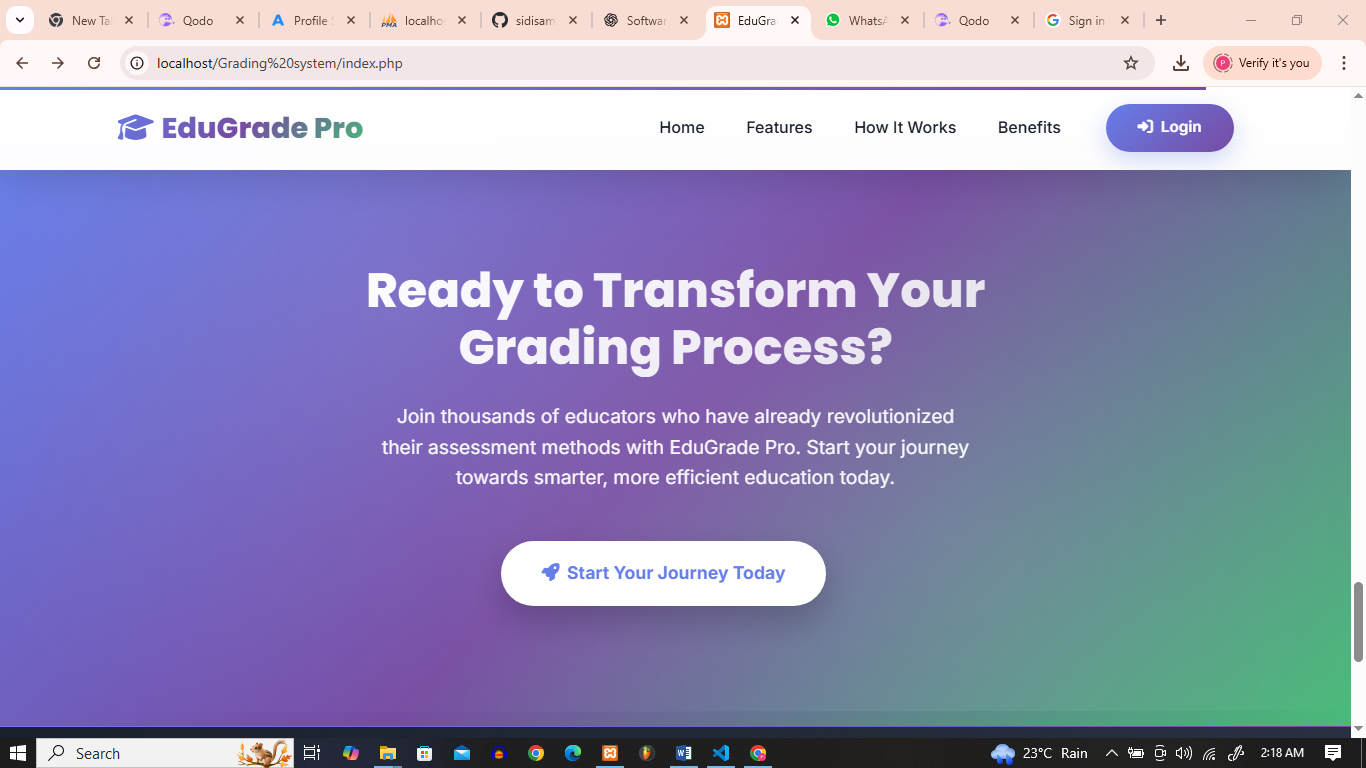 New Ta
Qodo
Profile S
localhos
sidisam
Softwar
EduGra
WhatsA
Qodo
Sign in
localhost/Grading%20system/index.php
Verify it's you
EduGrade Pro
Home
Features
How It Works
Benefits
Login
Ready to Transform Your
Grading Process?
Join thousands of educators who have already revolutionized
their assessment methods with EduGrade Pro. Start your journey
towards smarter, more efficient education today.
Start Your Journey Today
Search
23°C Rain
2:18 AM